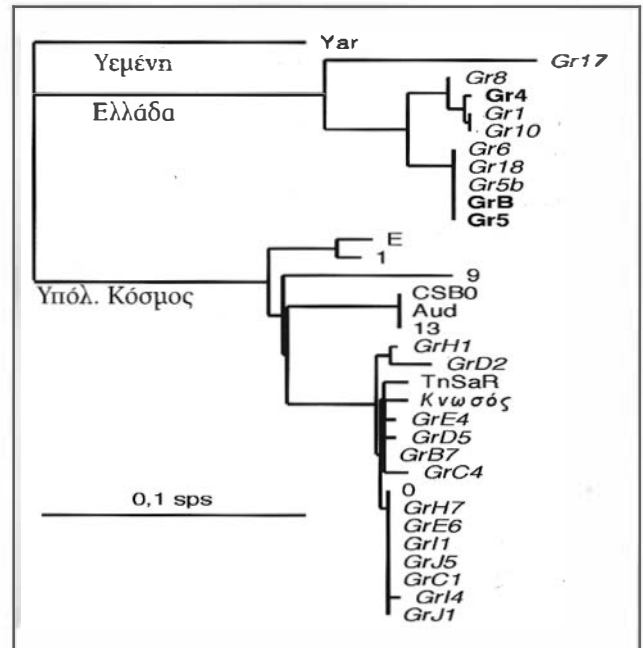 Yar
Υεμένη
Gr17
Gr8
Ελλάδα
Gr4
Gr1
Gr10
Gr6
Gr18
Gr5b
GrB
Gr5
E
1
9
Υπόλ. Κόσμος
CSB0
Aud
13
GrH1
GrD2
TnSaR
Κνωσός
GrE4
GrD5
GrB7
GrC4
0
0,1 sps
GrH7
GrE6
GrI1
GrJ5
GrC1
GrI4
GrJ1